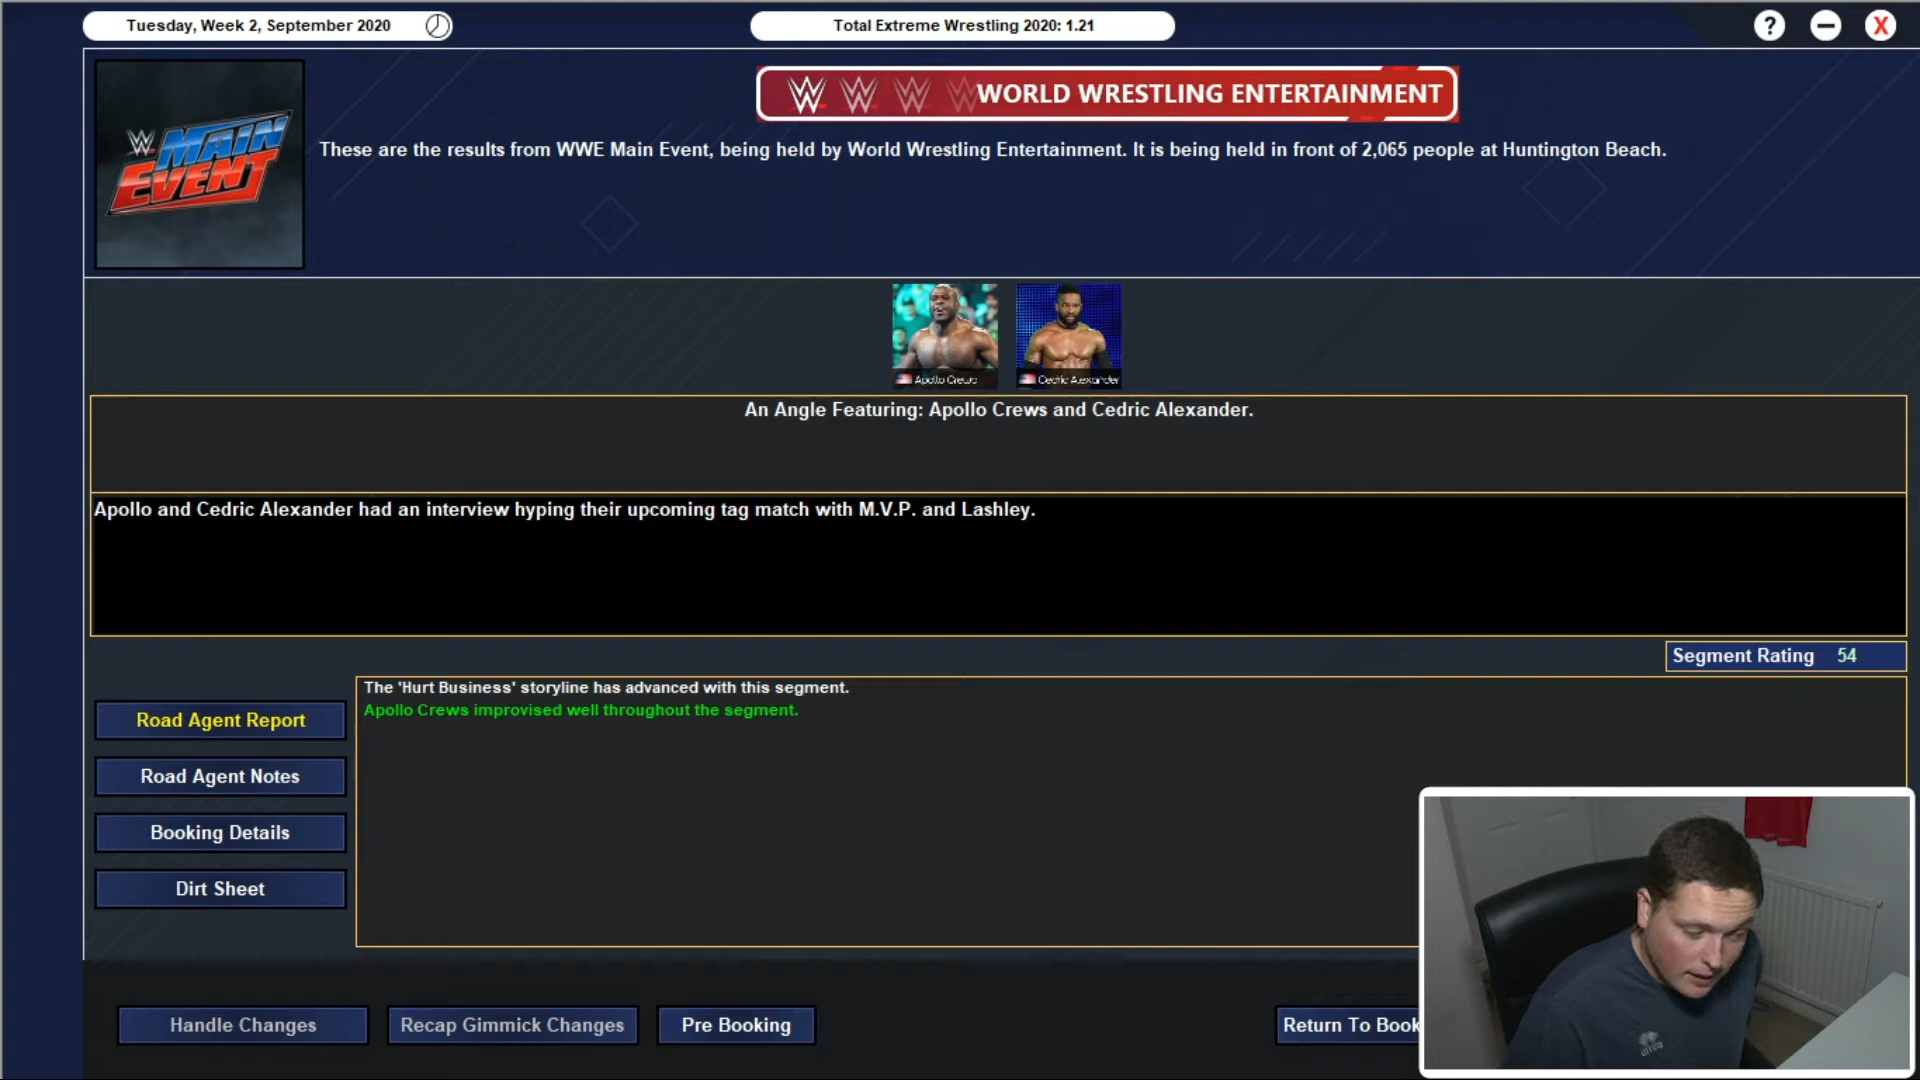 Tuesday, Week 2, September 2020
Total Extreme Wrestling 2020: 1.21
?
X
W MAIN EVENT
W W W W WORLD WRESTLING ENTERTAINMENT
These are the results from WWE Main Event, being held by World Wrestling Entertainment. It is being held in front of 2,065 people at Huntington Beach.
Apollo Crews
Cedric Alexander
An Angle Featuring: Apollo Crews and Cedric Alexander.
Apollo and Cedric Alexander had an interview hyping their upcoming tag match with M.V.P. and Lashley.
Segment Rating 54
The 'Hurt Business' storyline has advanced with this segment.
Apollo Crews improvised well throughout the segment.
Road Agent Report
Road Agent Notes
Booking Details
Dirt Sheet
Handle Changes
Recap Gimmick Changes
Pre Booking
Return To Book